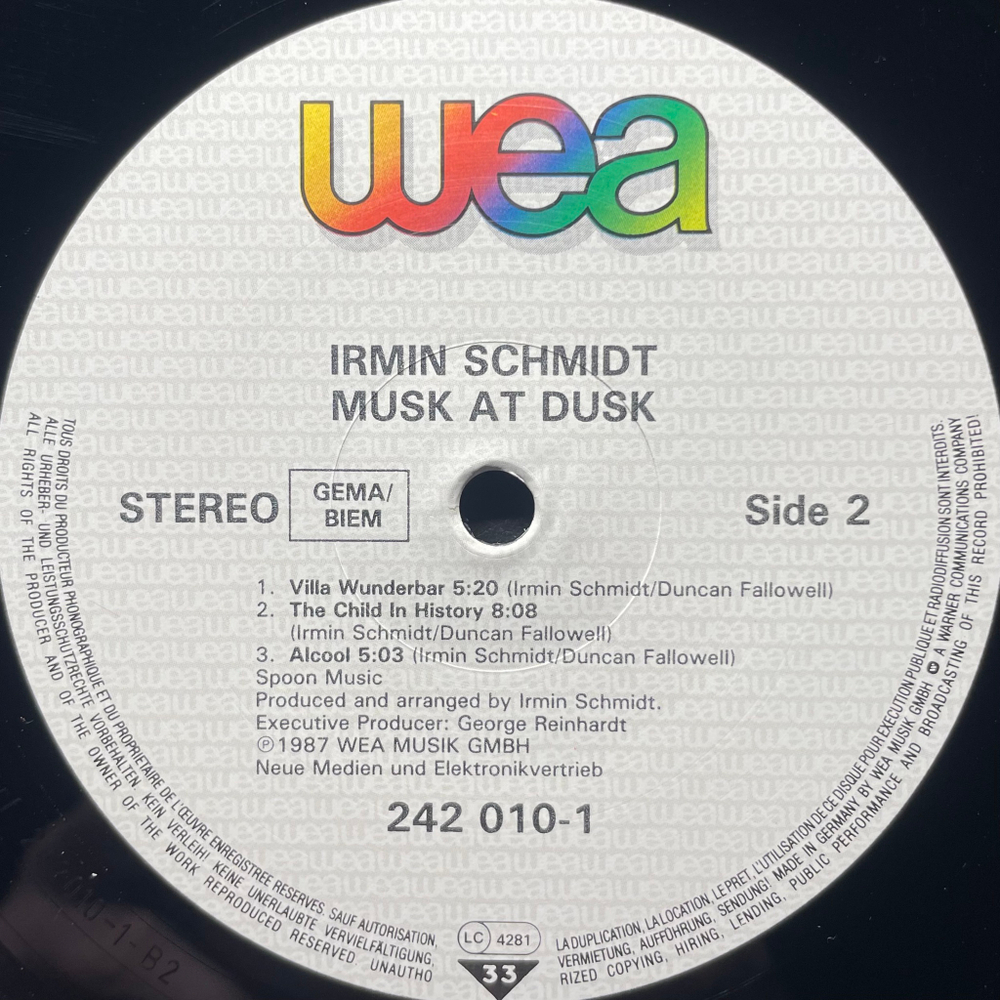 wea
IRMIN SCHMIDT
MUSK AT DUSK
STEREO
GEMA/
BIEM
Side 2
1. Villa Wunderbar 5:20 (Irmin Schmidt/Duncan Fallowell)
2. The Child In History 8:08
(Irmin Schmidt/Duncan Fallowell)
3. Alcool 5:03 (Irmin Schmidt/Duncan Fallowell)
Spoon Music
Produced and arranged by Irmin Schmidt.
Executive Producer: George Reinhardt
Ⓟ1987 WEA MUSIK GMBH
Neue Medien und Elektronikvertrieb
242 010-1
TOUS DROITS DU PRODUCTEUR PHONOGRAPHIQUE ET DU PROPRIETAIRE DE L'ŒUVRE ENREGISTREE RESERVES. SAUF AUTORISATION, LA DUPLICATION, LA LOCATION, LE PRET, L'UTILISATION DE CE DISQUE POUR EXECUTION PUBLIQUE ET RADIODIFFUSION SONT INTERDITS.
ALLE URHEBER- UND LEISTUNGSSCHUTZRECHTE VORBEHALTEN KEIN VERLEIH! KEINE UNERLAUBTE VERVIELFÄLTIGUNG, VERMIETUNG, AUFFÜHRUNG, SENDUNG! MADE IN GERMANY BY WEA MUSIK GMBH A WARNER COMMUNICATIONS COMPANY
ALL RIGHTS OF THE PRODUCER AND OF THE OWNER OF THE WORK REPRODUCED RESERVED UNAUTHORIZED COPYING, HIRING, LENDING, PUBLIC PERFORMANCE AND BROADCASTING OF THIS RECORD PROHIBITED!
LC 4281
33